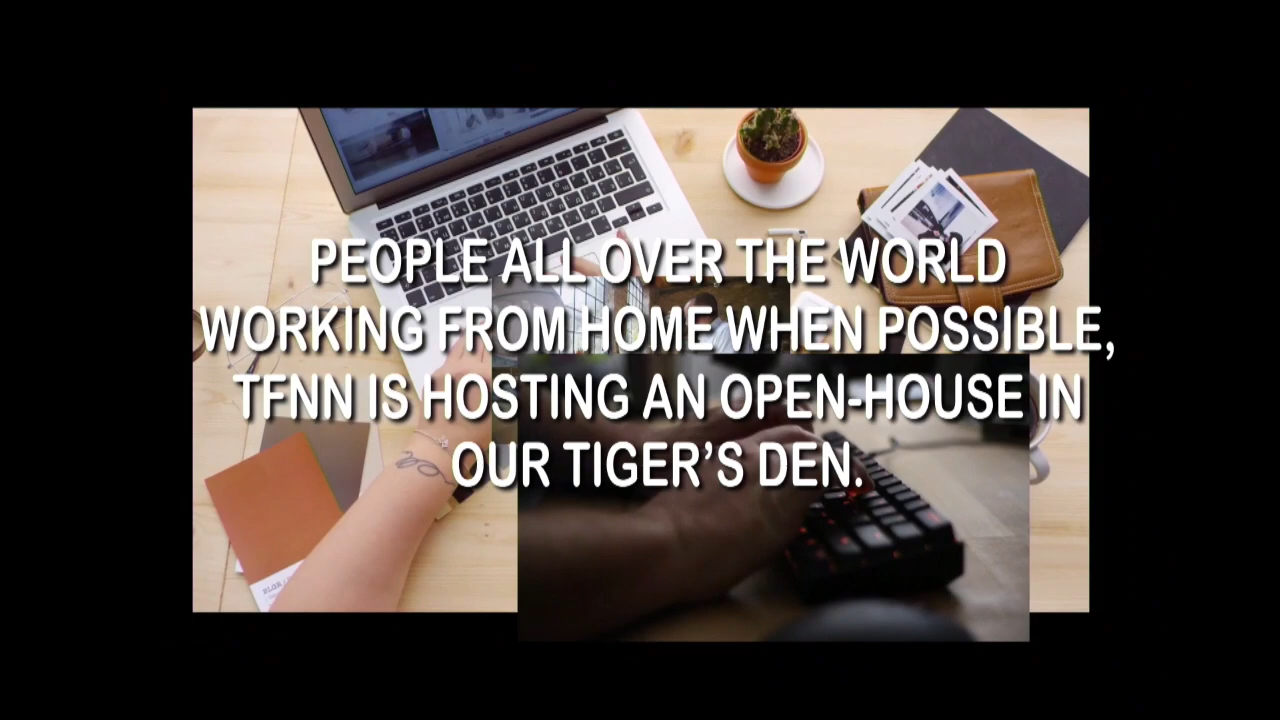 PEOPLE ALL OVER THE WORLD
WORKING FROM HOME WHEN POSSIBLE,
TFNN IS HOSTING AN OPEN-HOUSE IN
OUR TIGER’S DEN.